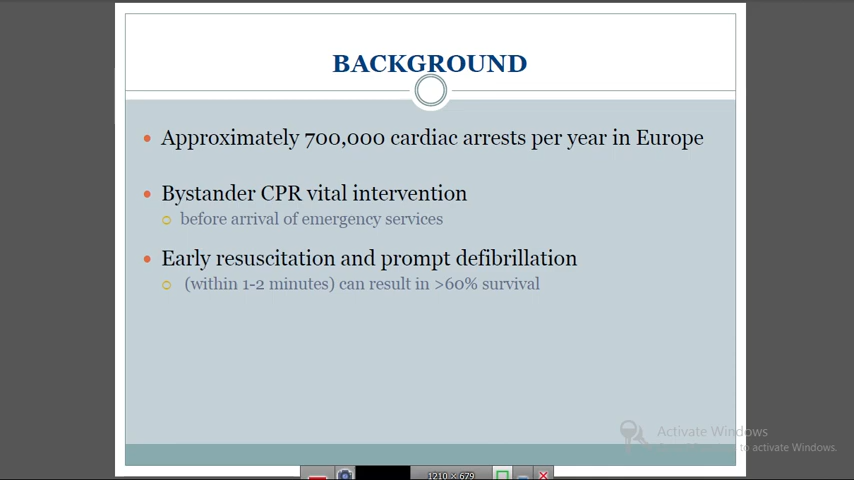 BACKGROUND
Approximately 700,000 cardiac arrests per year in Europe
Bystander CPR vital intervention
before arrival of emergency services
Early resuscitation and prompt defibrillation
(within 1-2 minutes) can result in >60% survival
Activate Windows
to activate Windows.
1210 × 679